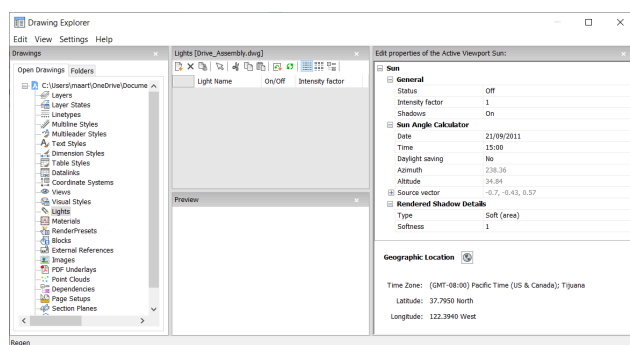 Drawing Explorer
Edit View Settings Help
Drawings
Open Drawings Folders
C:\Users\maart\OneDrive\Docume
Layers
Layer States
Linetypes
Multiline Styles
Multileader Styles
Text Styles
Dimension Styles
Table Styles
Datalinks
Coordinate Systems
Views
Visual Styles
Lights
Materials
RenderPresets
Blocks
External References
Images
PDF Underlays
Point Clouds
Dependencies
Page Setups
Section Planes
Lights [Drive_Assembly.dwg]
Light Name On/Off Intensity factor
Preview
Edit properties of the Active Viewport Sun:
Sun
General
Status Off
Intensity factor 1
Shadows On
Sun Angle Calculator
Date 21/09/2011
Time 15:00
Daylight saving No
Azimuth 238.36
Altitude 34.84
Source vector -0.7, -0.43, 0.57
Rendered Shadow Details
Type Soft (area)
Softness 1
Geographic Location
Time Zone: (GMT-08:00) Pacific Time (US & Canada); Tijuana
Latitude: 37.7950 North
Longitude: 122.3940 West
Regen